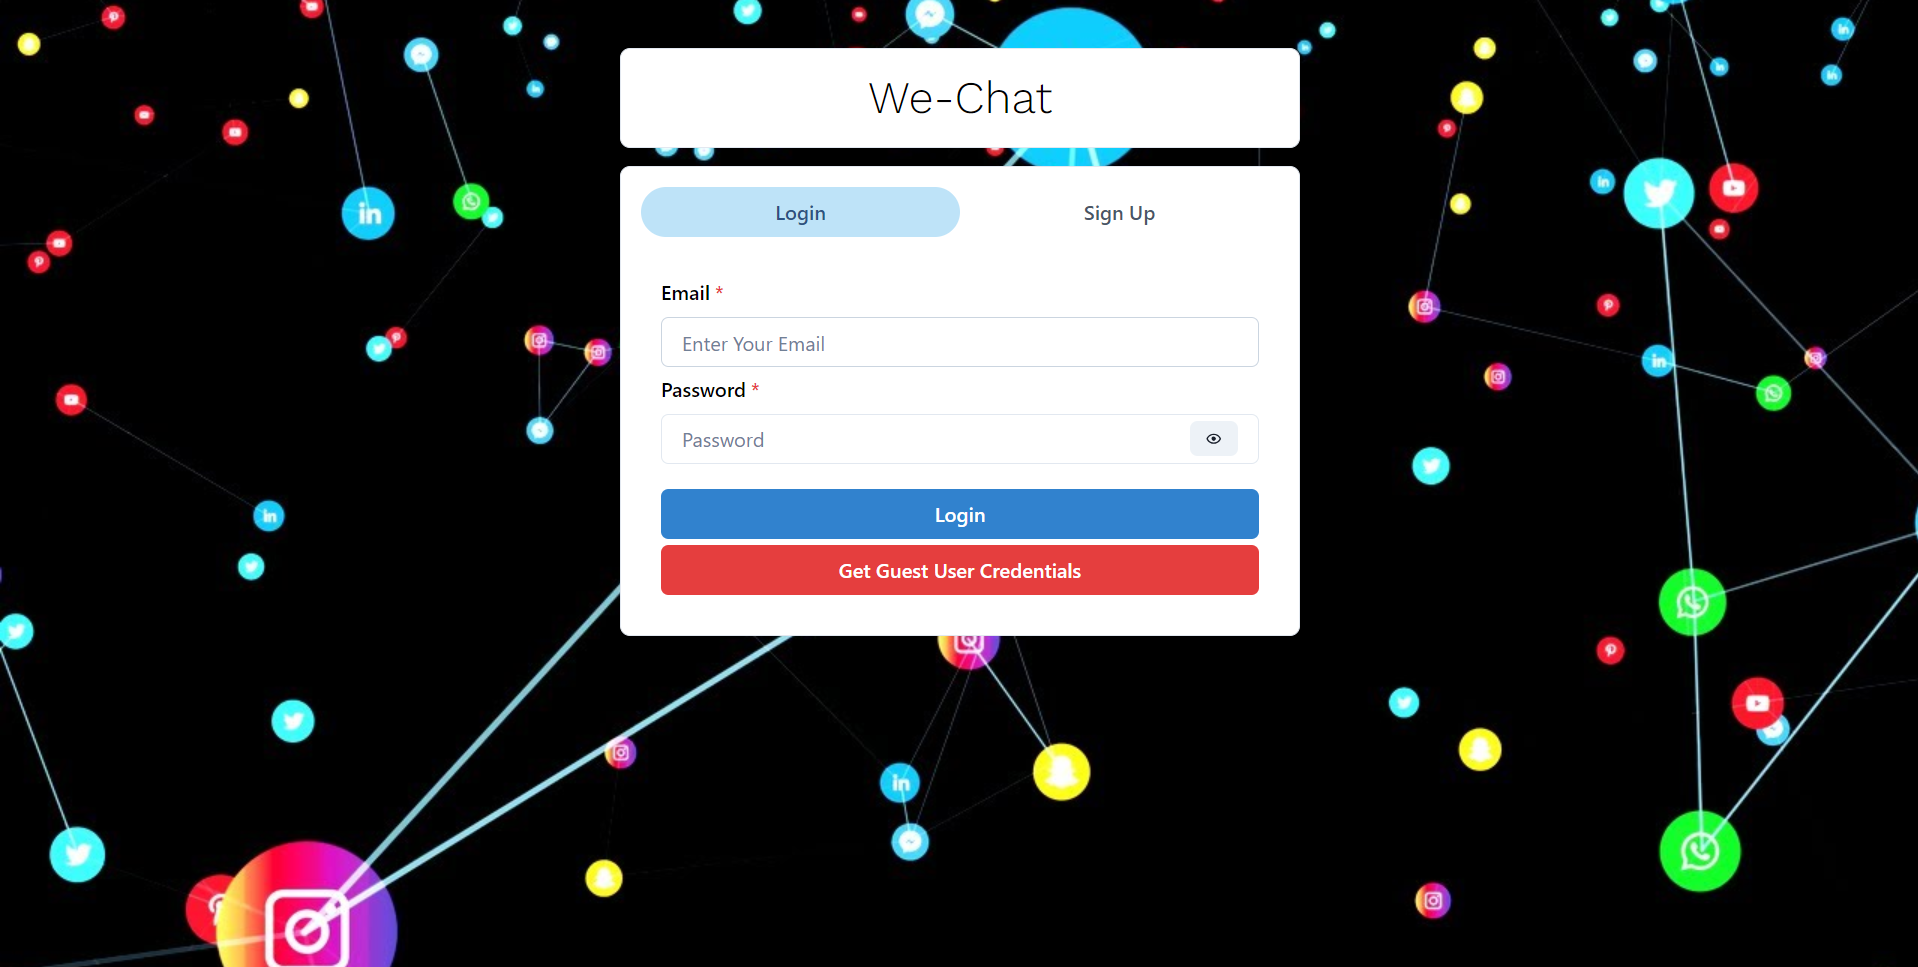 We-Chat
Login
Sign Up
Email *
Enter Your Email
Password *
Password
Login
Get Guest User Credentials